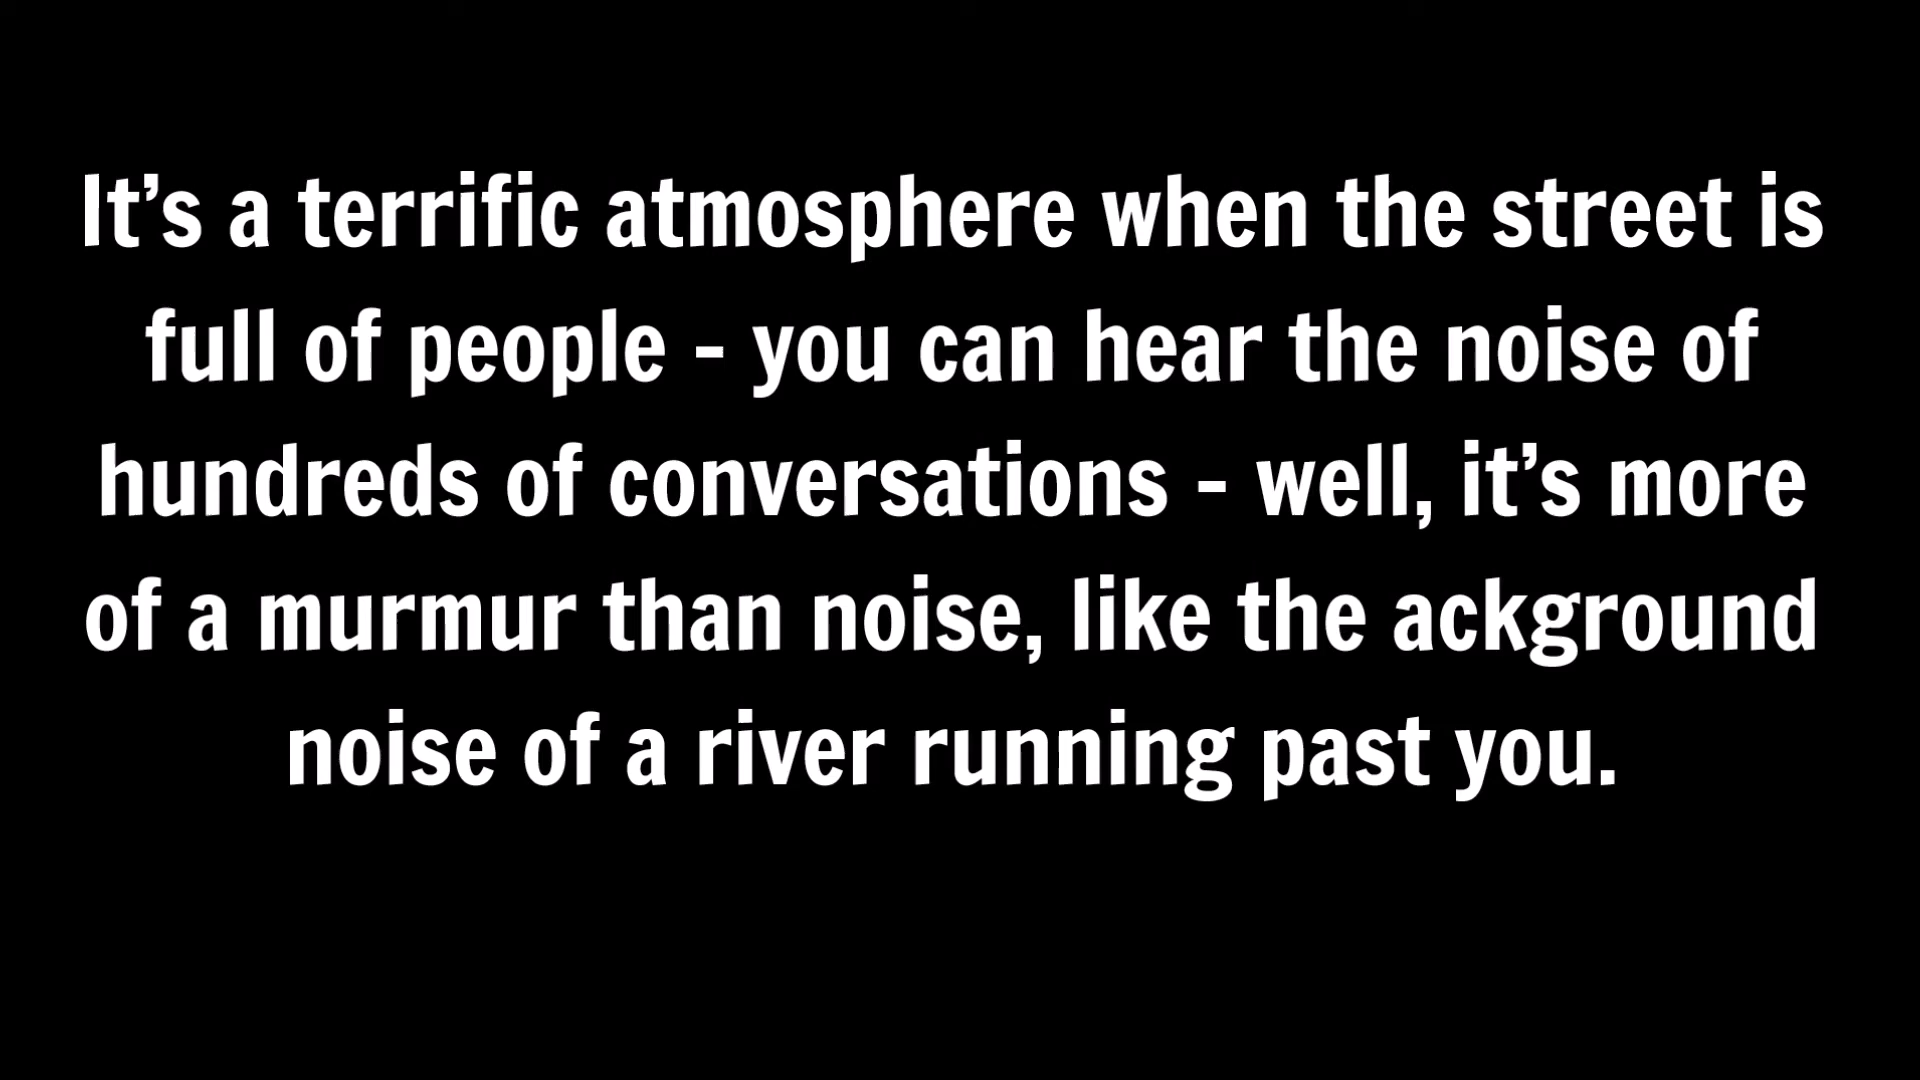 It’s a terrific atmosphere when the street is
full of people - you can hear the noise of
hundreds of conversations - well, it’s more
of a murmur than noise, like the ackground
noise of a river running past you.